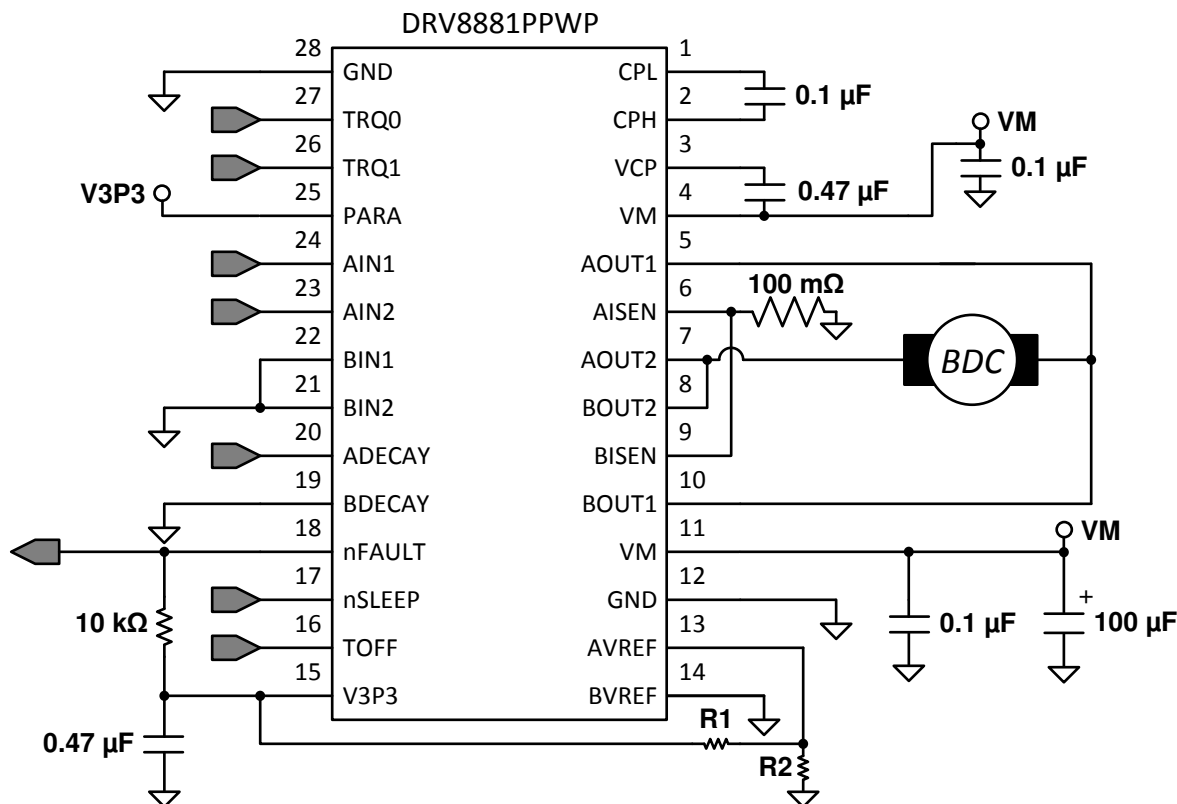 DRV8881PPWP
28 GND CPL 1
27 TRQ0 CPH 2
0.1 µF
26 TRQ1 VCP 3
VM
0.1 µF
V3P3
25 PARA VM 4
0.47 µF
24 AIN1 AOUT1 5
23 AIN2 AISEN 6
100 mΩ
22 BIN1 AOUT2 7
BDC
21 BIN2 BOUT2 8
20 ADECAY BISEN 9
19 BDECAY BOUT1 10
18 nFAULT VM 11
VM
17 nSLEEP GND 12
10 kΩ
0.1 µF
+
100 µF
16 TOFF AVREF 13
15 V3P3 BVREF 14
R1
0.47 µF
R2